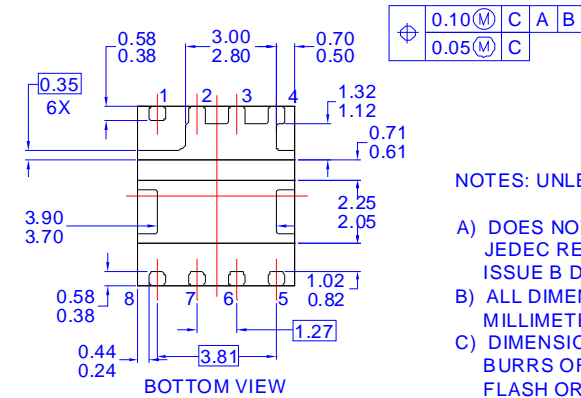 0.10 Ⓜ C A B
0.05 Ⓜ C
0.58
0.38
3.00
2.80
0.70
0.50
0.35
6X
1 2 3 4
1.32
1.12
0.71
0.61
3.90
3.70
2.25
2.05
0.58
0.38
8 7 6 5
1.02
0.82
1.27
0.44
0.24
3.81
BOTTOM VIEW
NOTES: UNLE
A) DOES NO
JEDEC RE
ISSUE B D
B) ALL DIMEN
MILLIMETE
C) DIMENSIO
BURRS OF
FLASH OR